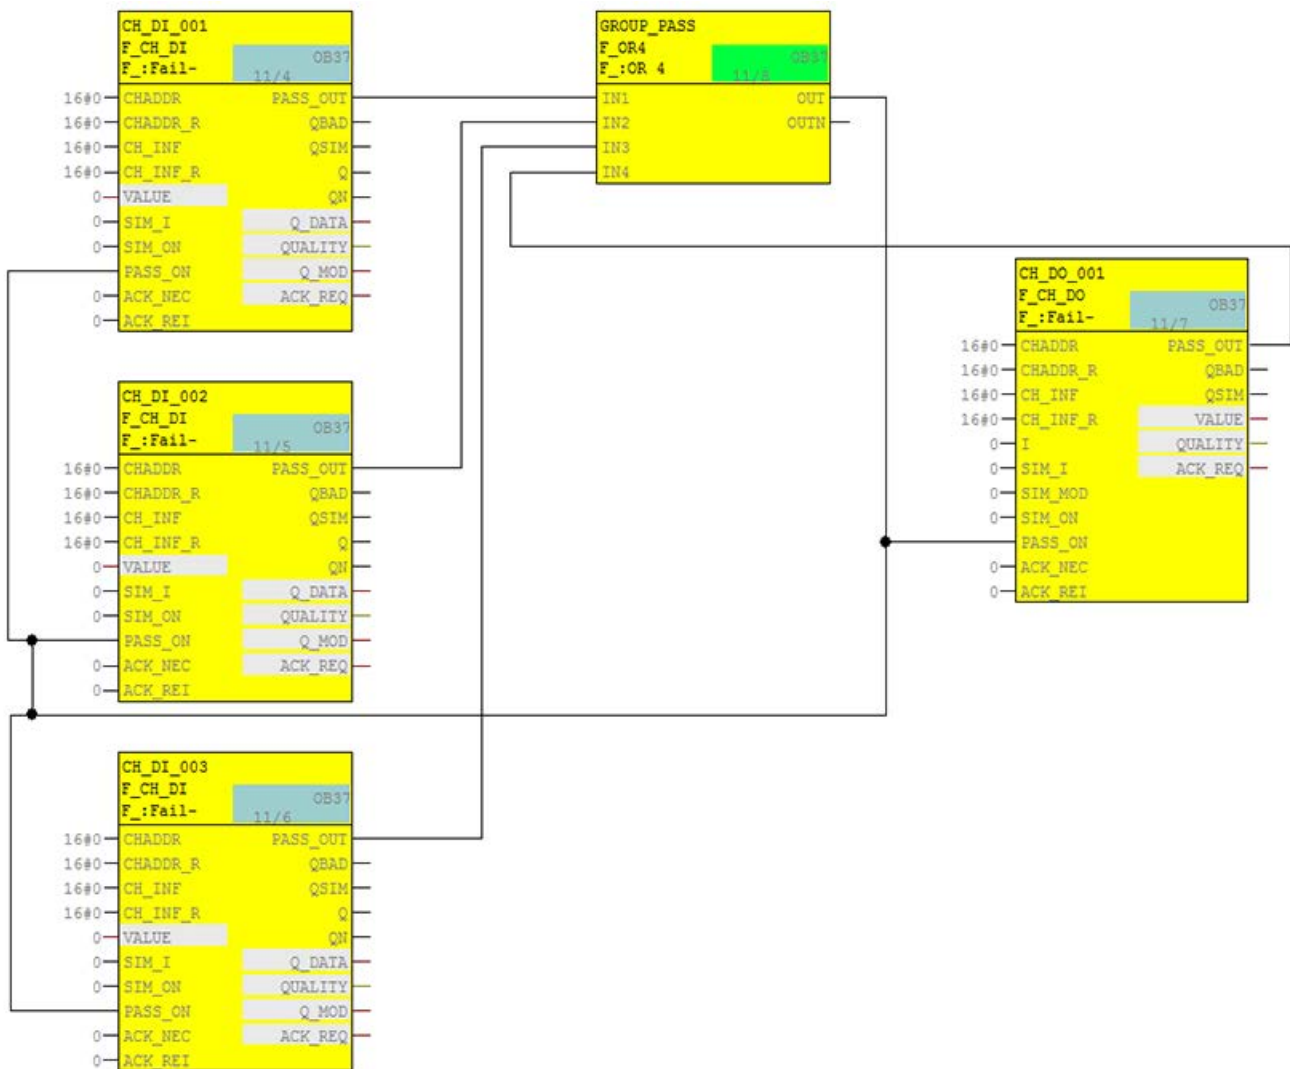 CH_DI_001
F_CH_DI
F_:Fail-
OB37
11/4
16#0 CHADDR PASS_OUT
16#0 CHADDR_R QBAD
16#0 CH_INF QSIM
16#0 CH_INF_R Q
0 VALUE QN
0 SIM_I Q_DATA
0 SIM_ON QUALITY
PASS_ON Q_MOD
0 ACK_NEC ACK_REQ
0 ACK_REI
GROUP_PASS
F_OR4
F_:OR 4
OB37
11/8
IN1 OUT
IN2 OUTN
IN3
IN4
CH_DO_001
F_CH_DO
F_:Fail-
OB37
11/7
16#0 CHADDR PASS_OUT
16#0 CHADDR_R QBAD
16#0 CH_INF QSIM
16#0 CH_INF_R VALUE
0 I QUALITY
0 SIM_I ACK_REQ
0 SIM_MOD
0 SIM_ON
PASS_ON
0 ACK_NEC
0 ACK_REI
CH_DI_002
F_CH_DI
F_:Fail-
OB37
11/5
16#0 CHADDR PASS_OUT
16#0 CHADDR_R QBAD
16#0 CH_INF QSIM
16#0 CH_INF_R Q
0 VALUE QN
0 SIM_I Q_DATA
0 SIM_ON QUALITY
PASS_ON Q_MOD
0 ACK_NEC ACK_REQ
0 ACK_REI
CH_DI_003
F_CH_DI
F_:Fail-
OB37
11/6
16#0 CHADDR PASS_OUT
16#0 CHADDR_R QBAD
16#0 CH_INF QSIM
16#0 CH_INF_R Q
0 VALUE QN
0 SIM_I Q_DATA
0 SIM_ON QUALITY
PASS_ON Q_MOD
0 ACK_NEC ACK_REQ
0 ACK_REI